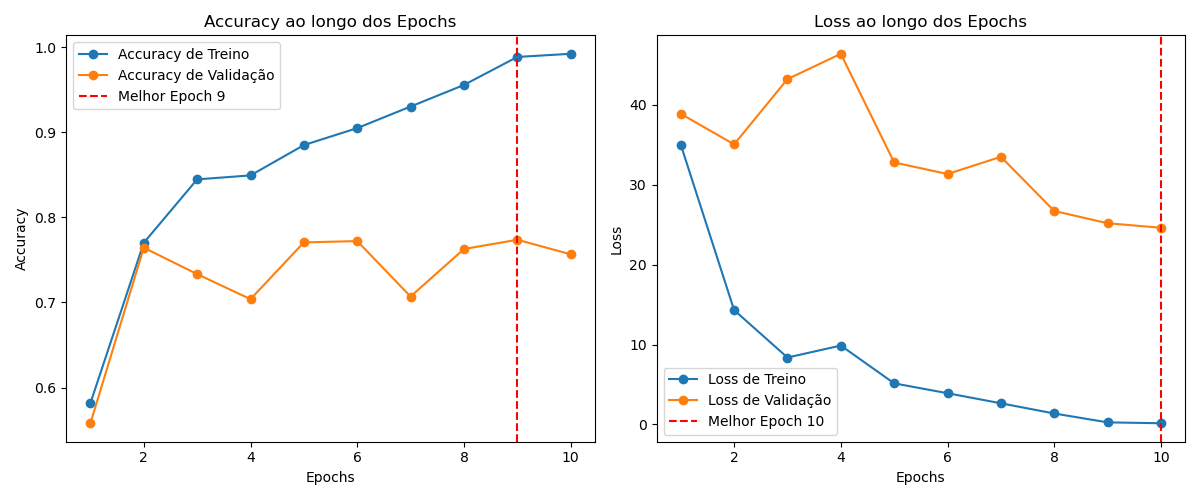 Accuracy ao longo dos Epochs
Accuracy de Treino
Accuracy de Validação
Melhor Epoch 9
1.0
0.9
0.8
0.7
0.6
Accuracy
2 4 6 8 10
Epochs
Loss ao longo dos Epochs
40
30
20
10
0
Loss
Loss de Treino
Loss de Validação
Melhor Epoch 10
2 4 6 8 10
Epochs